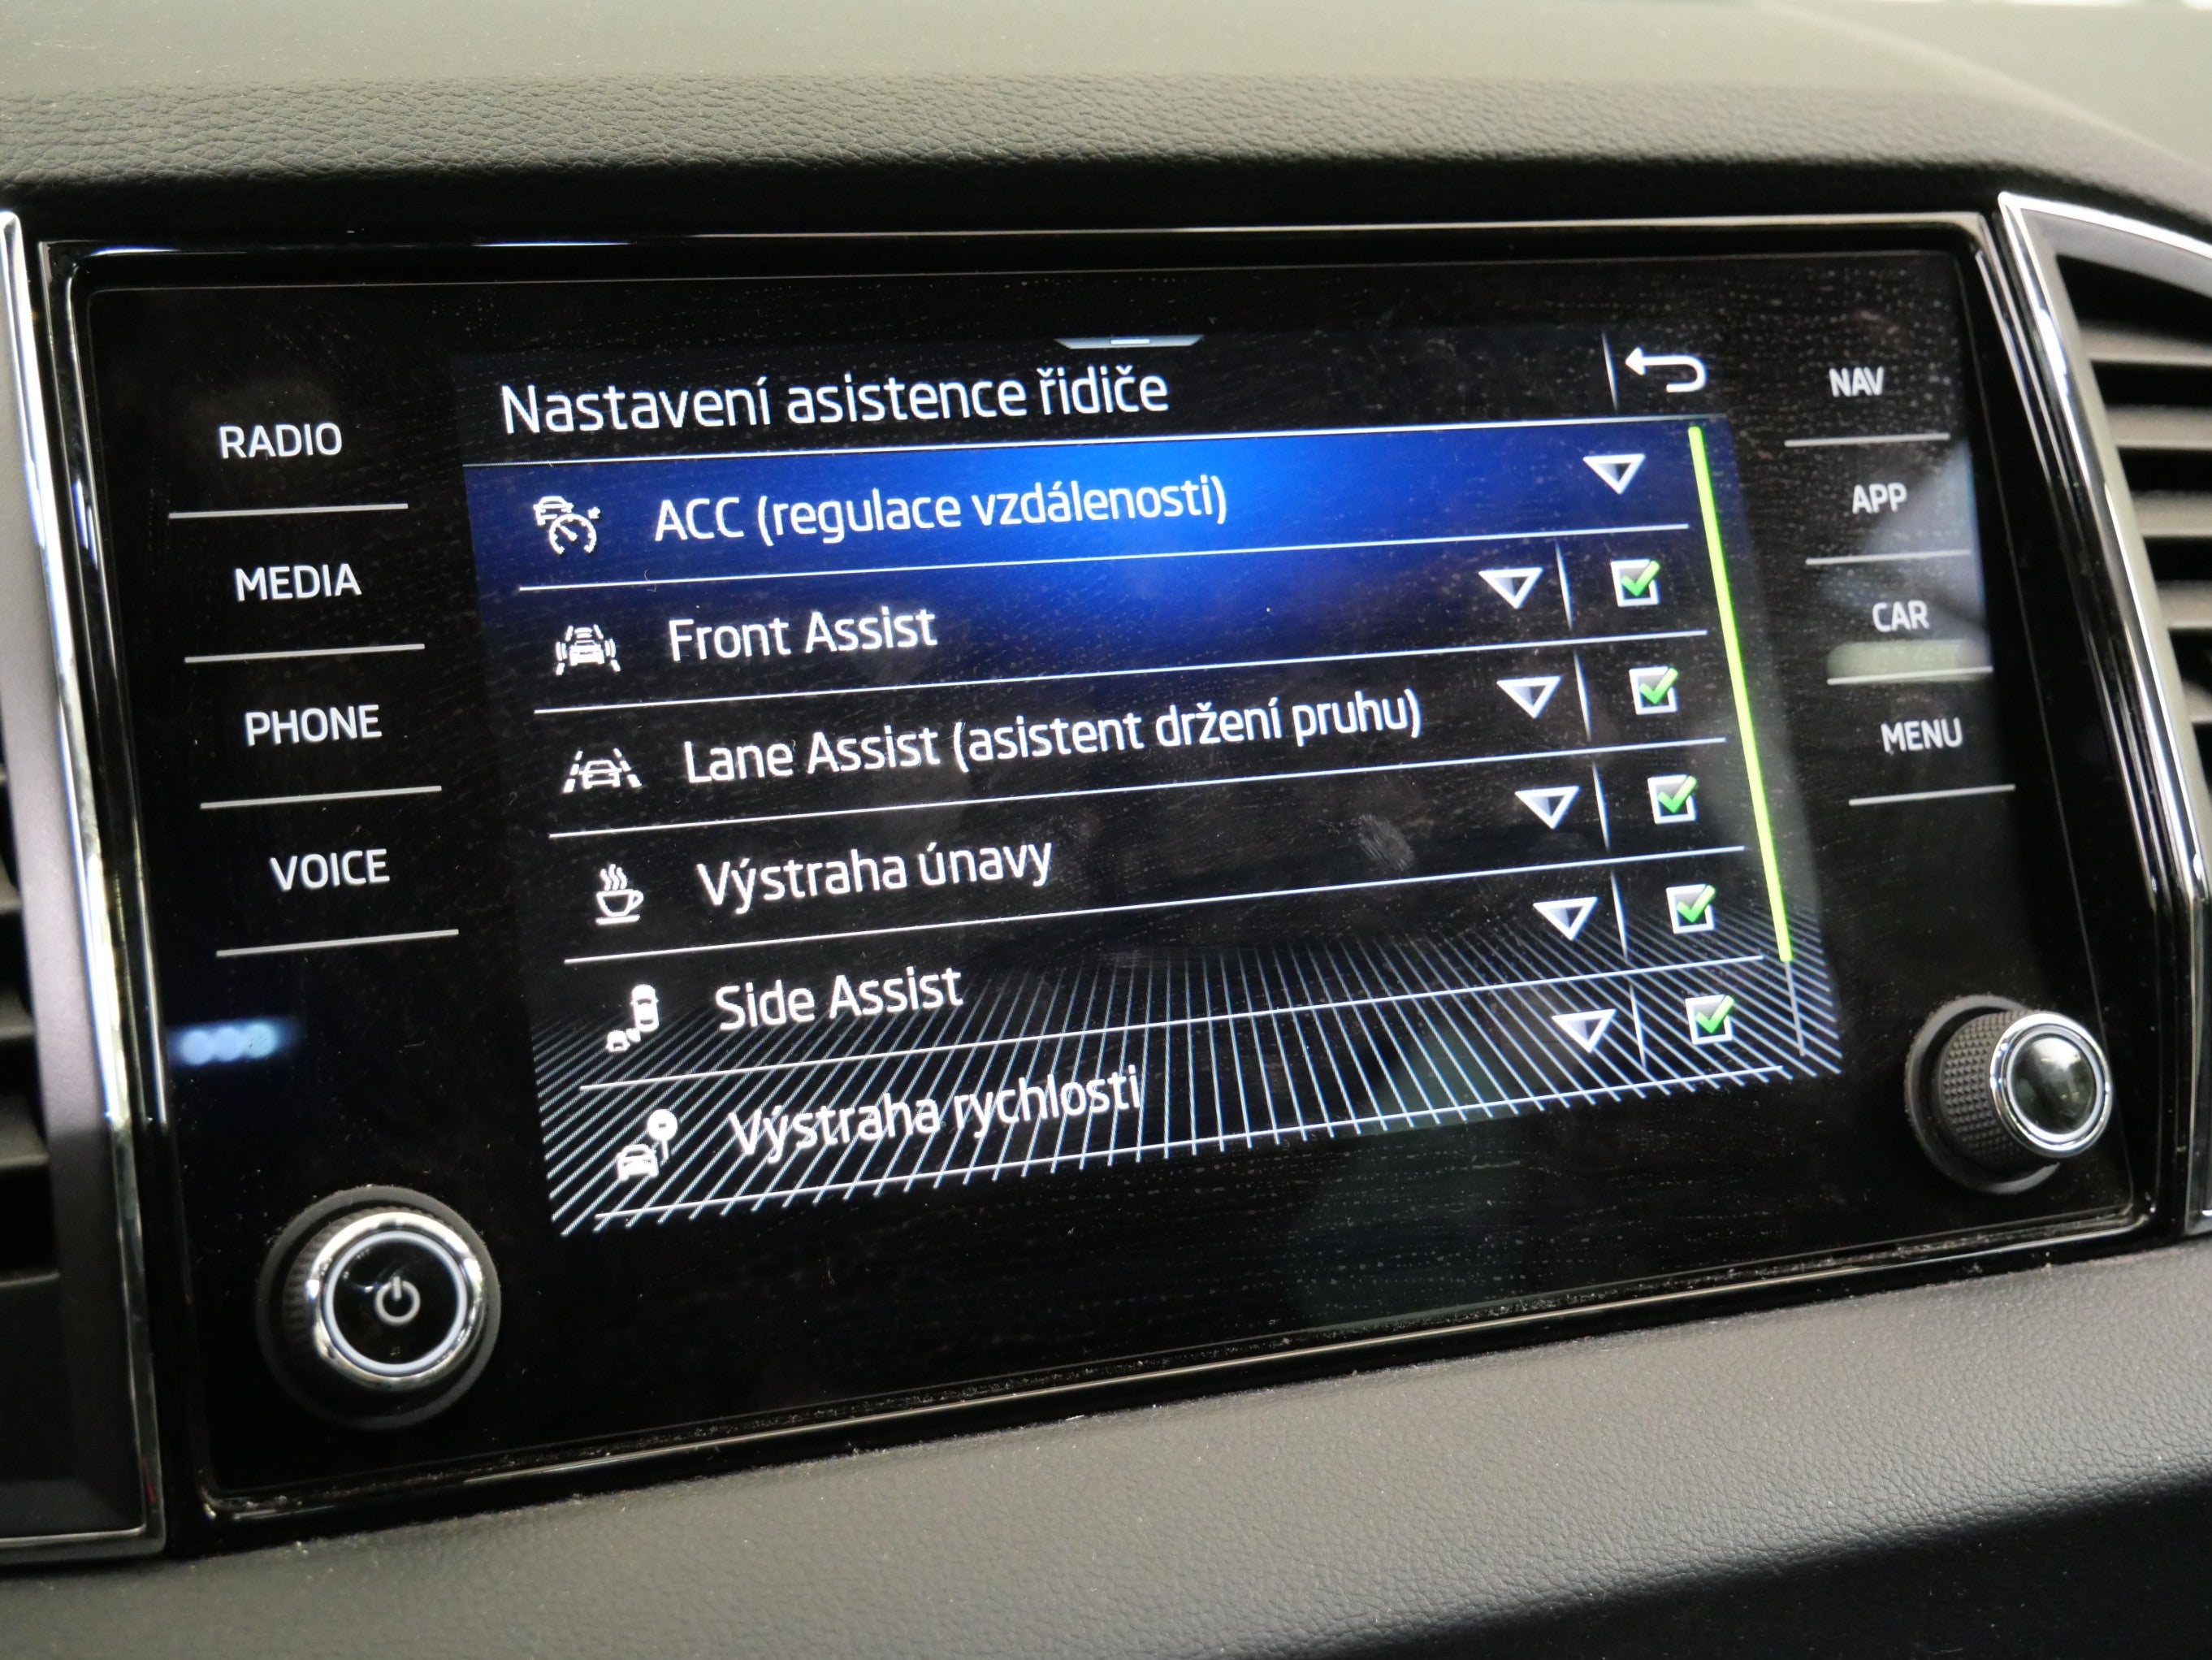 RADIO
MEDIA
PHONE
VOICE
Nastavení asistence řidiče
ACC (regulace vzdálenosti)
Front Assist
Lane Assist (asistent držení pruhu)
Výstraha únavy
Side Assist
Výstraha rychlosti
NAV
APP
CAR
MENU